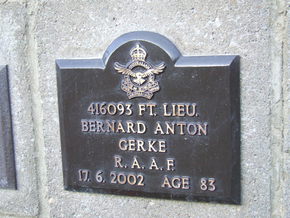 416093 FT. LIEU.
BERNARD ANTON
GERKE
R. A. A. F.
17. 6. 2002 AGE 83